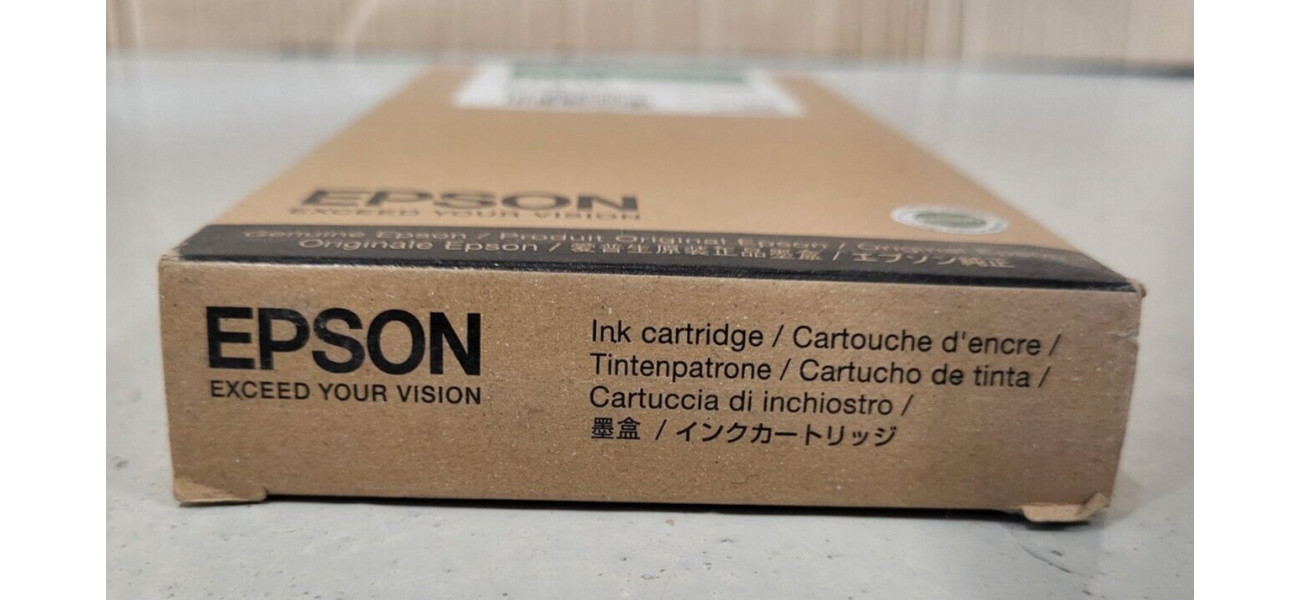 EPSON
EXCEED YOUR VISION
Genuine Epson / Produit Original Epson /
Originale Epson / 爱普生原装正品墨盒 / エプソン純正
EPSON
EXCEED YOUR VISION
Ink cartridge / Cartouche d'encre /
Tintenpatrone / Cartucho de tinta /
Cartuccia di inchiostro /
墨盒 / インクカートリッジ